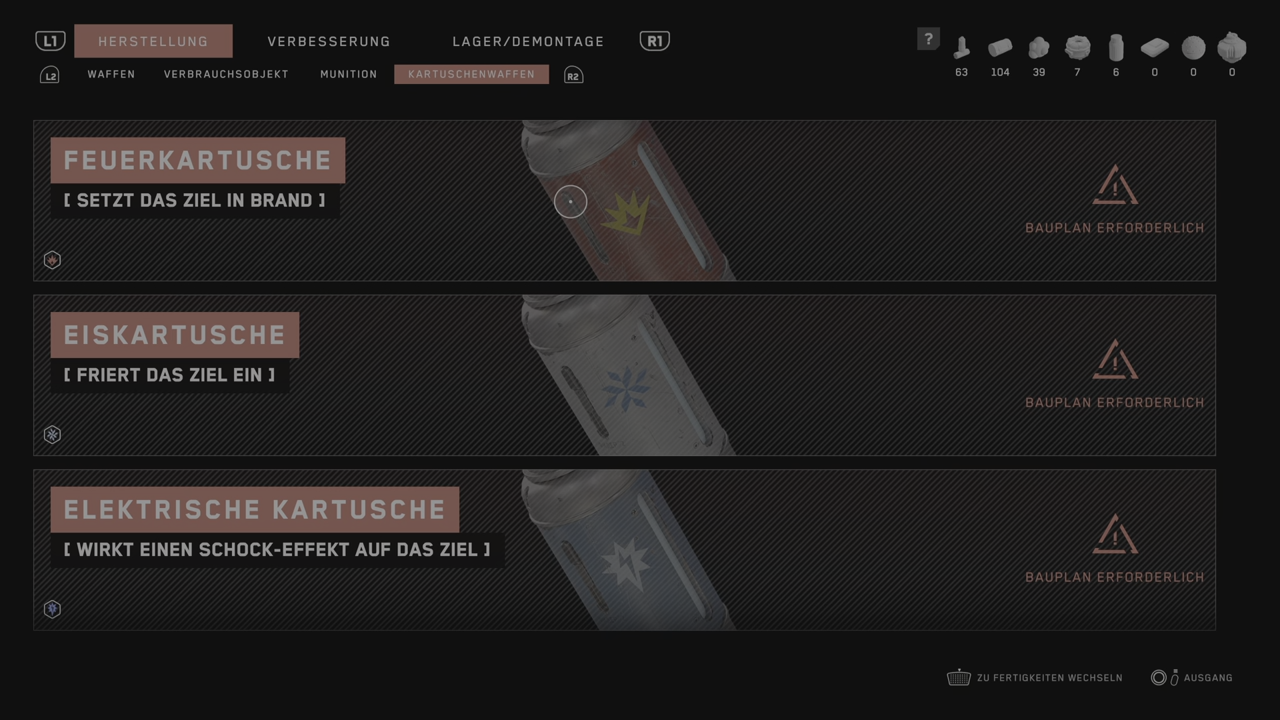 L1 HERSTELLUNG VERBESSERUNG LAGER/DEMONTAGE R1
L2 WAFFEN VERBRAUCHSOBJEKT MUNITION KARTUSCHENWAFFEN R2
?
63 104 39 7 6 0 0 0
FEUERKARTUSCHE
[ SETZT DAS ZIEL IN BRAND ]
BAUPLAN ERFORDERLICH
EISKARTUSCHE
[ FRIERT DAS ZIEL EIN ]
BAUPLAN ERFORDERLICH
ELEKTRISCHE KARTUSCHE
[ WIRKT EINEN SCHOCK-EFFEKT AUF DAS ZIEL ]
BAUPLAN ERFORDERLICH
ZU FERTIGKEITEN WECHSELN AUSGANG